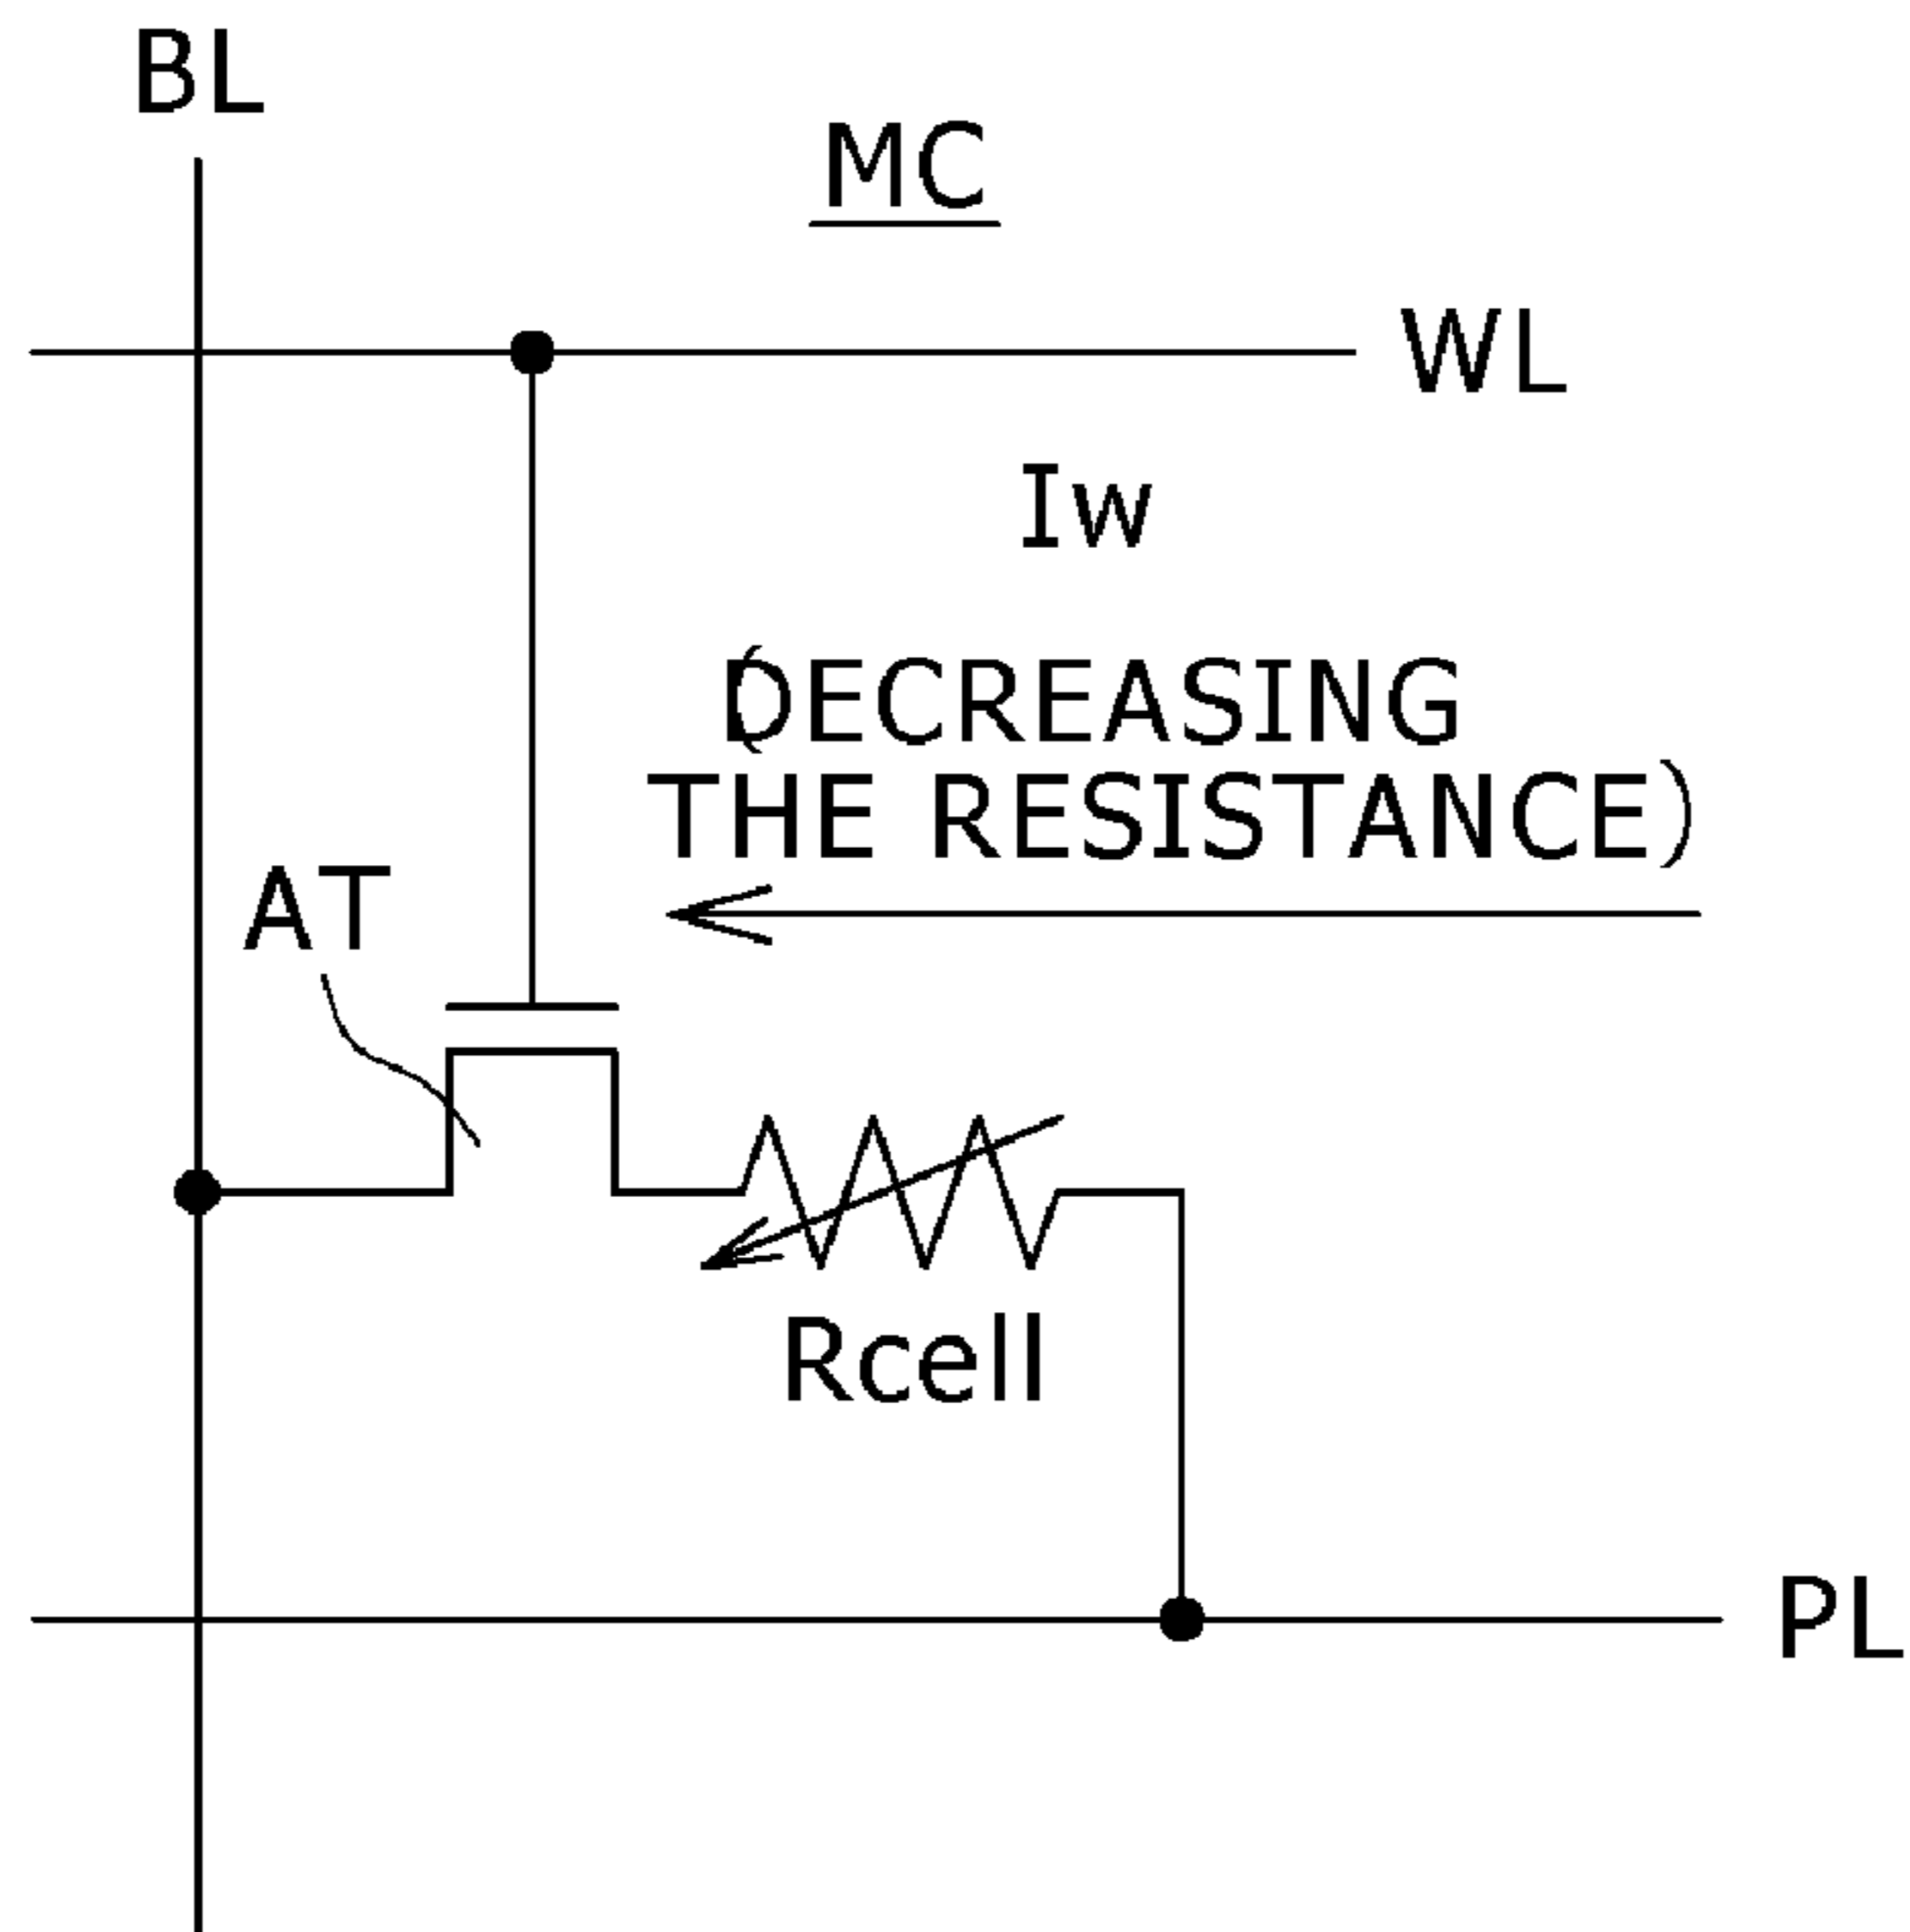 BL
MC
WL
Iw
(DECREASING
THE RESISTANCE)
AT
Rcell
PL